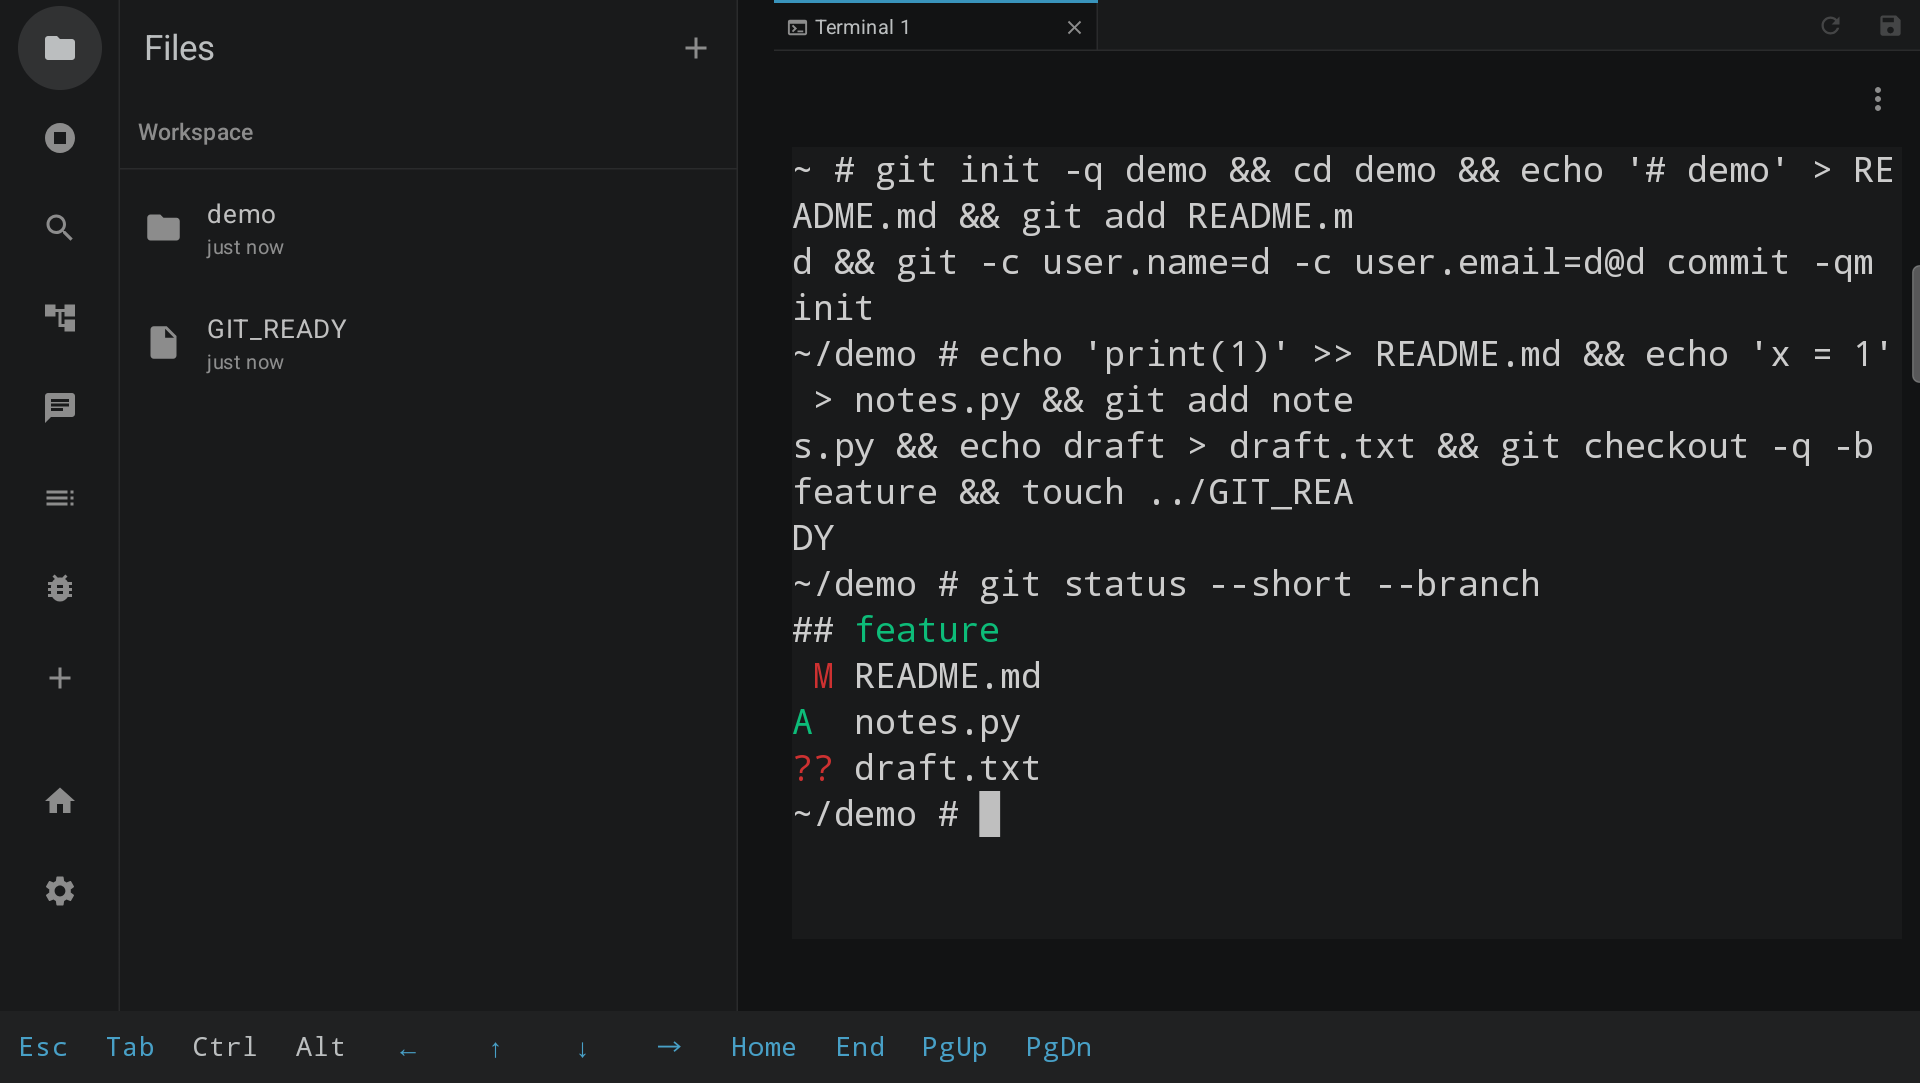 Files
Workspace
demo
just now
GIT_READY
just now
Terminal 1
~ # git init -q demo && cd demo && echo '# demo' > RE
ADME.md && git add README.m
d && git -c user.name=d -c user.email=d@d commit -qm
init
~/demo # echo 'print(1)' >> README.md && echo 'x = 1'
 > notes.py && git add note
s.py && echo draft > draft.txt && git checkout -q -b
feature && touch ../GIT_REA
DY
~/demo # git status --short --branch
## feature
 M README.md
A  notes.py
?? draft.txt
~/demo #
Esc Tab Ctrl Alt ← ↑ ↓ → Home End PgUp PgDn